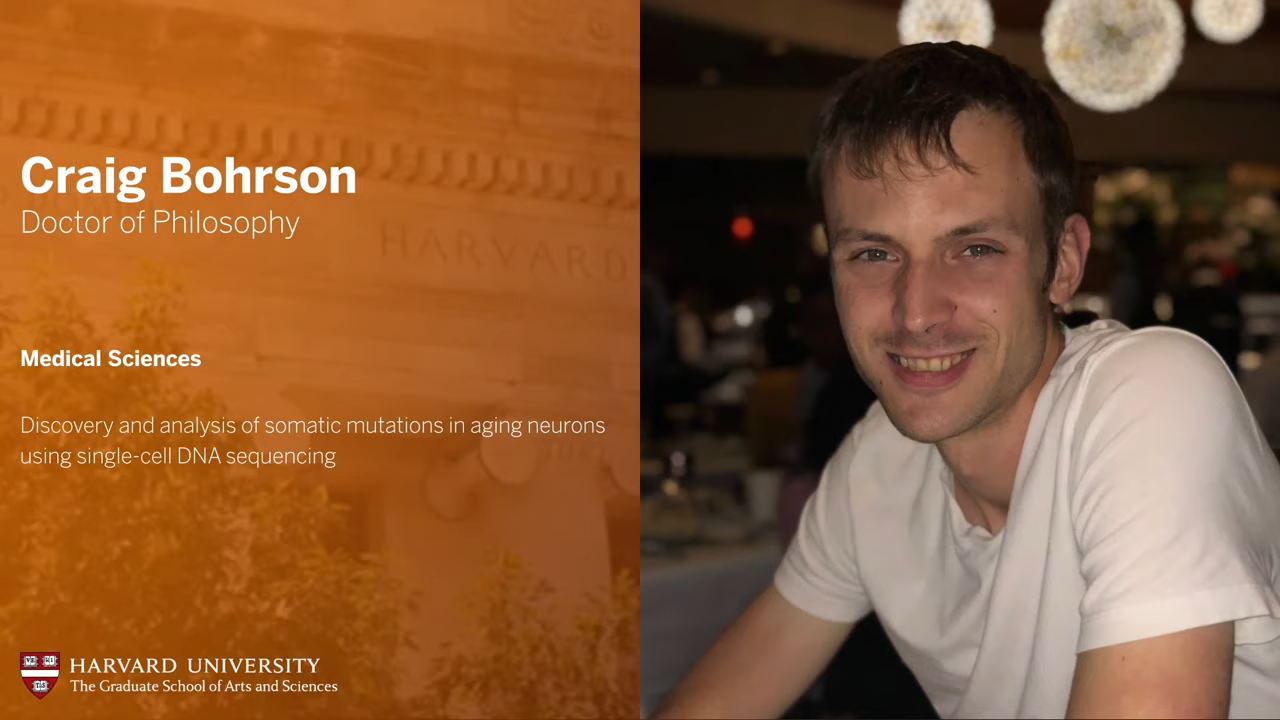 Craig Bohrson
Doctor of Philosophy
HARVARD
Medical Sciences
Discovery and analysis of somatic mutations in aging neurons
using single-cell DNA sequencing
HARVARD UNIVERSITY
The Graduate School of Arts and Sciences